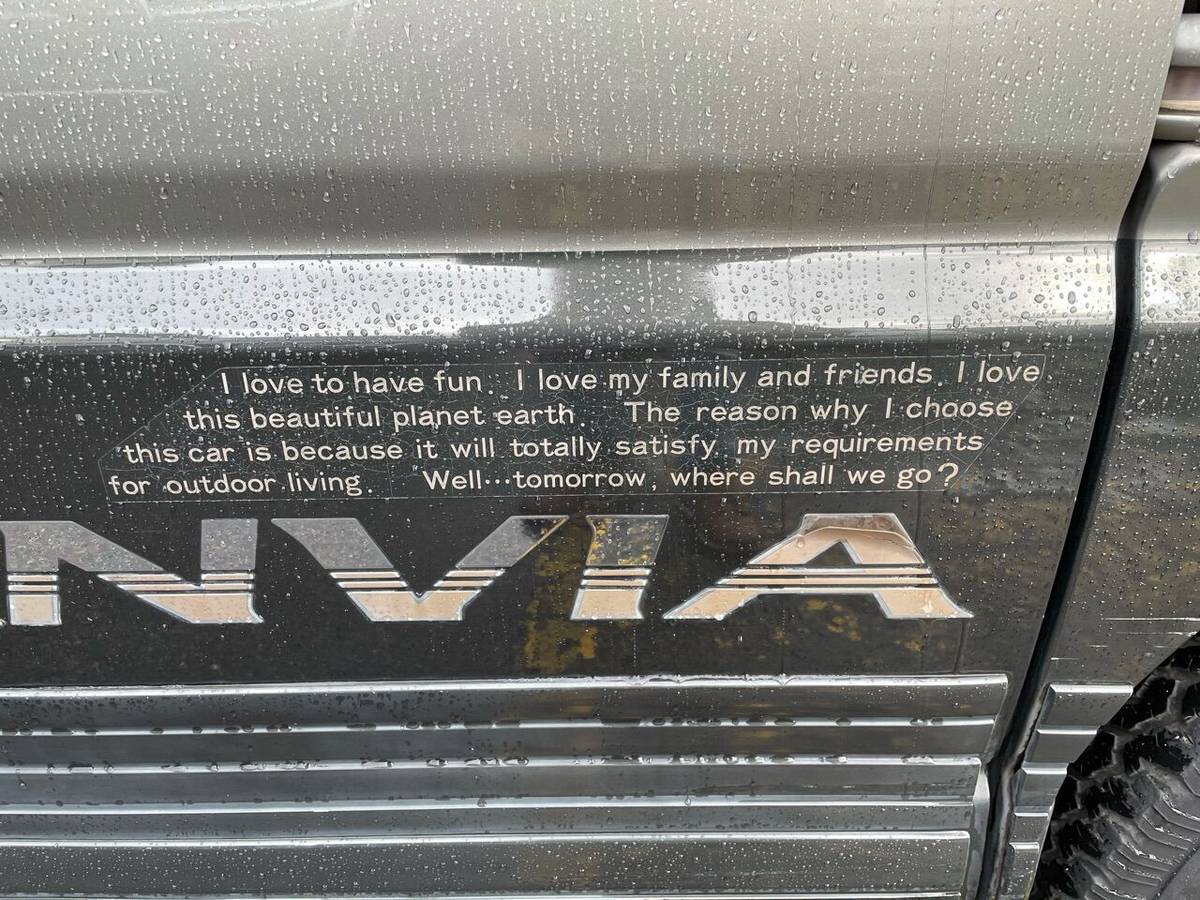 I love to have fun. I love my family and friends. I love
this beautiful planet earth. The reason why I choose
this car is because it will totally satisfy my requirements
for outdoor living. Well…tomorrow, where shall we go?
NVIA